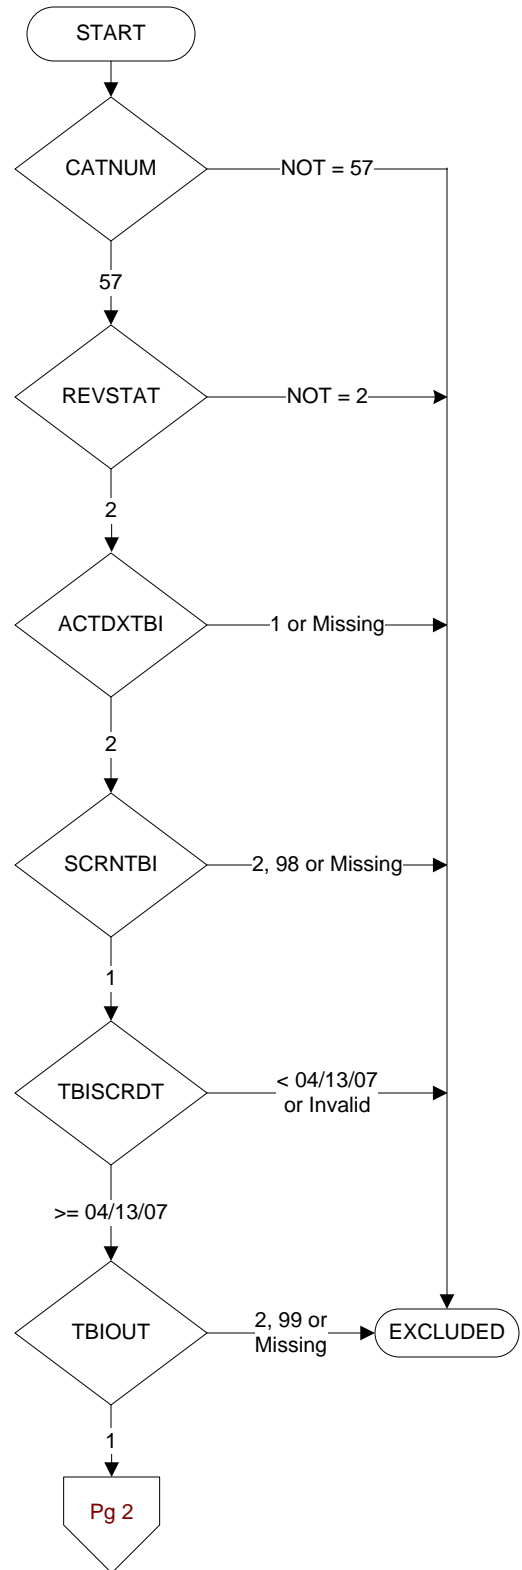 START
CATNUM
NOT = 57
57
REVSTAT
NOT = 2
2
ACTDXTBI
1 or Missing
2
SCRNTBI
2, 98 or Missing
1
TBISCRDT
< 04/13/07
or Invalid
>= 04/13/07
TBIOUT
2, 99 or
Missing
EXCLUDED
1
Pg 2